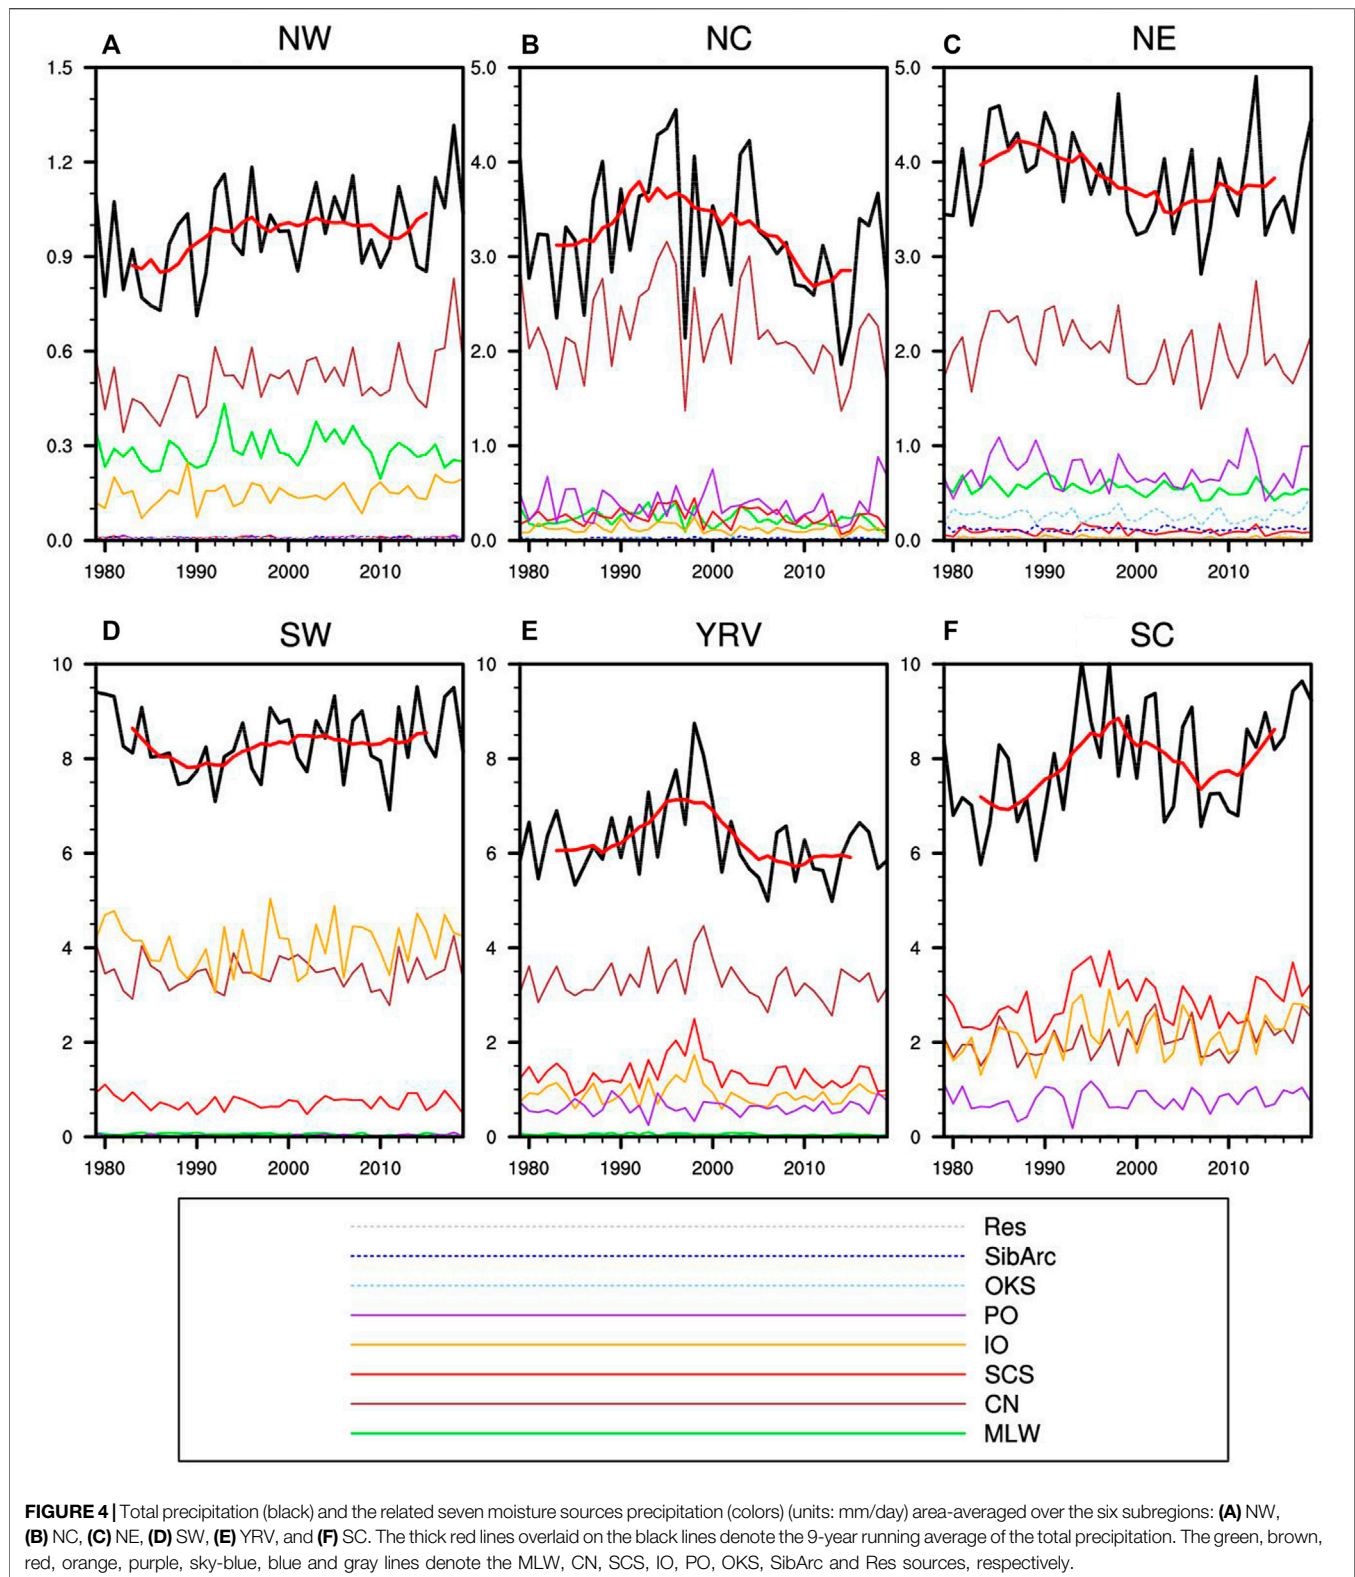 A NW
B NC
C NE
1.5
1.2
0.9
0.6
0.3
0.0
1980 1990 2000 2010
5.0
4.0
3.0
2.0
1.0
0.0
1980 1990 2000 2010
5.0
4.0
3.0
2.0
1.0
0.0
1980 1990 2000 2010
D SW
E YRV
F SC
10
8
6
4
2
0
1980 1990 2000 2010
10
8
6
4
2
0
1980 1990 2000 2010
10
8
6
4
2
0
1980 1990 2000 2010
Res
SibArc
OKS
PO
IO
SCS
CN
MLW
FIGURE 4 | Total precipitation (black) and the related seven moisture sources precipitation (colors) (units: mm/day) area-averaged over the six subregions: (A) NW,
(B) NC, (C) NE, (D) SW, (E) YRV, and (F) SC. The thick red lines overlaid on the black lines denote the 9-year running average of the total precipitation. The green, brown,
red, orange, purple, sky-blue, blue and gray lines denote the MLW, CN, SCS, IO, PO, OKS, SibArc and Res sources, respectively.